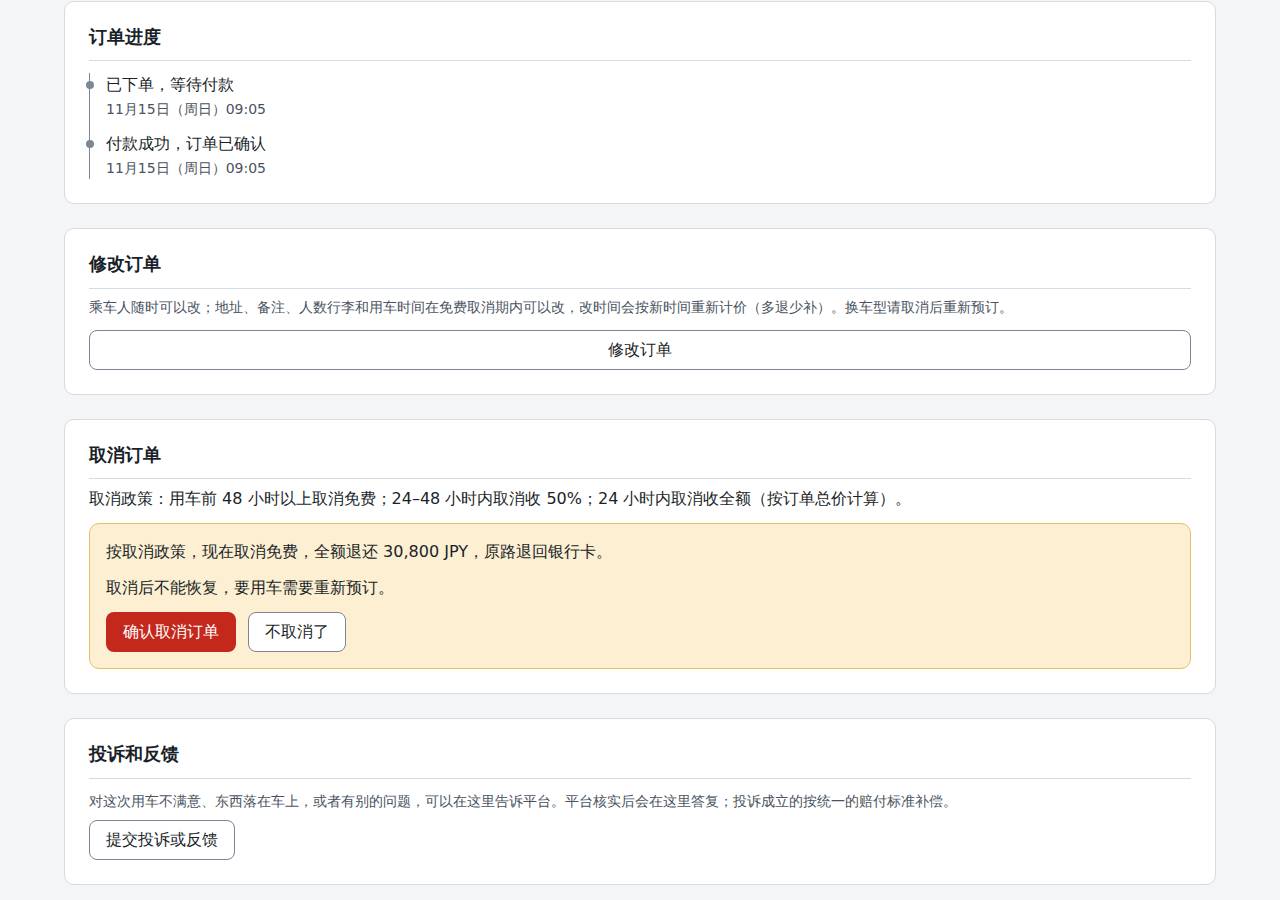 订单进度
已下单，等待付款
11月15日（周日）09:05
付款成功，订单已确认
11月15日（周日）09:05
修改订单
乘车人随时可以改；地址、备注、人数行李和用车时间在免费取消期内可以改，改时间会按新时间重新计价（多退少补）。换车型请取消后重新预订。
修改订单
取消订单
取消政策：用车前 48 小时以上取消免费；24–48 小时内取消收 50%；24 小时内取消收全额（按订单总价计算）。
按取消政策，现在取消免费，全额退还 30,800 JPY，原路退回银行卡。
取消后不能恢复，要用车需要重新预订。
确认取消订单
不取消了
投诉和反馈
对这次用车不满意、东西落在车上，或者有别的问题，可以在这里告诉平台。平台核实后会在这里答复；投诉成立的按统一的赔付标准补偿。
提交投诉或反馈